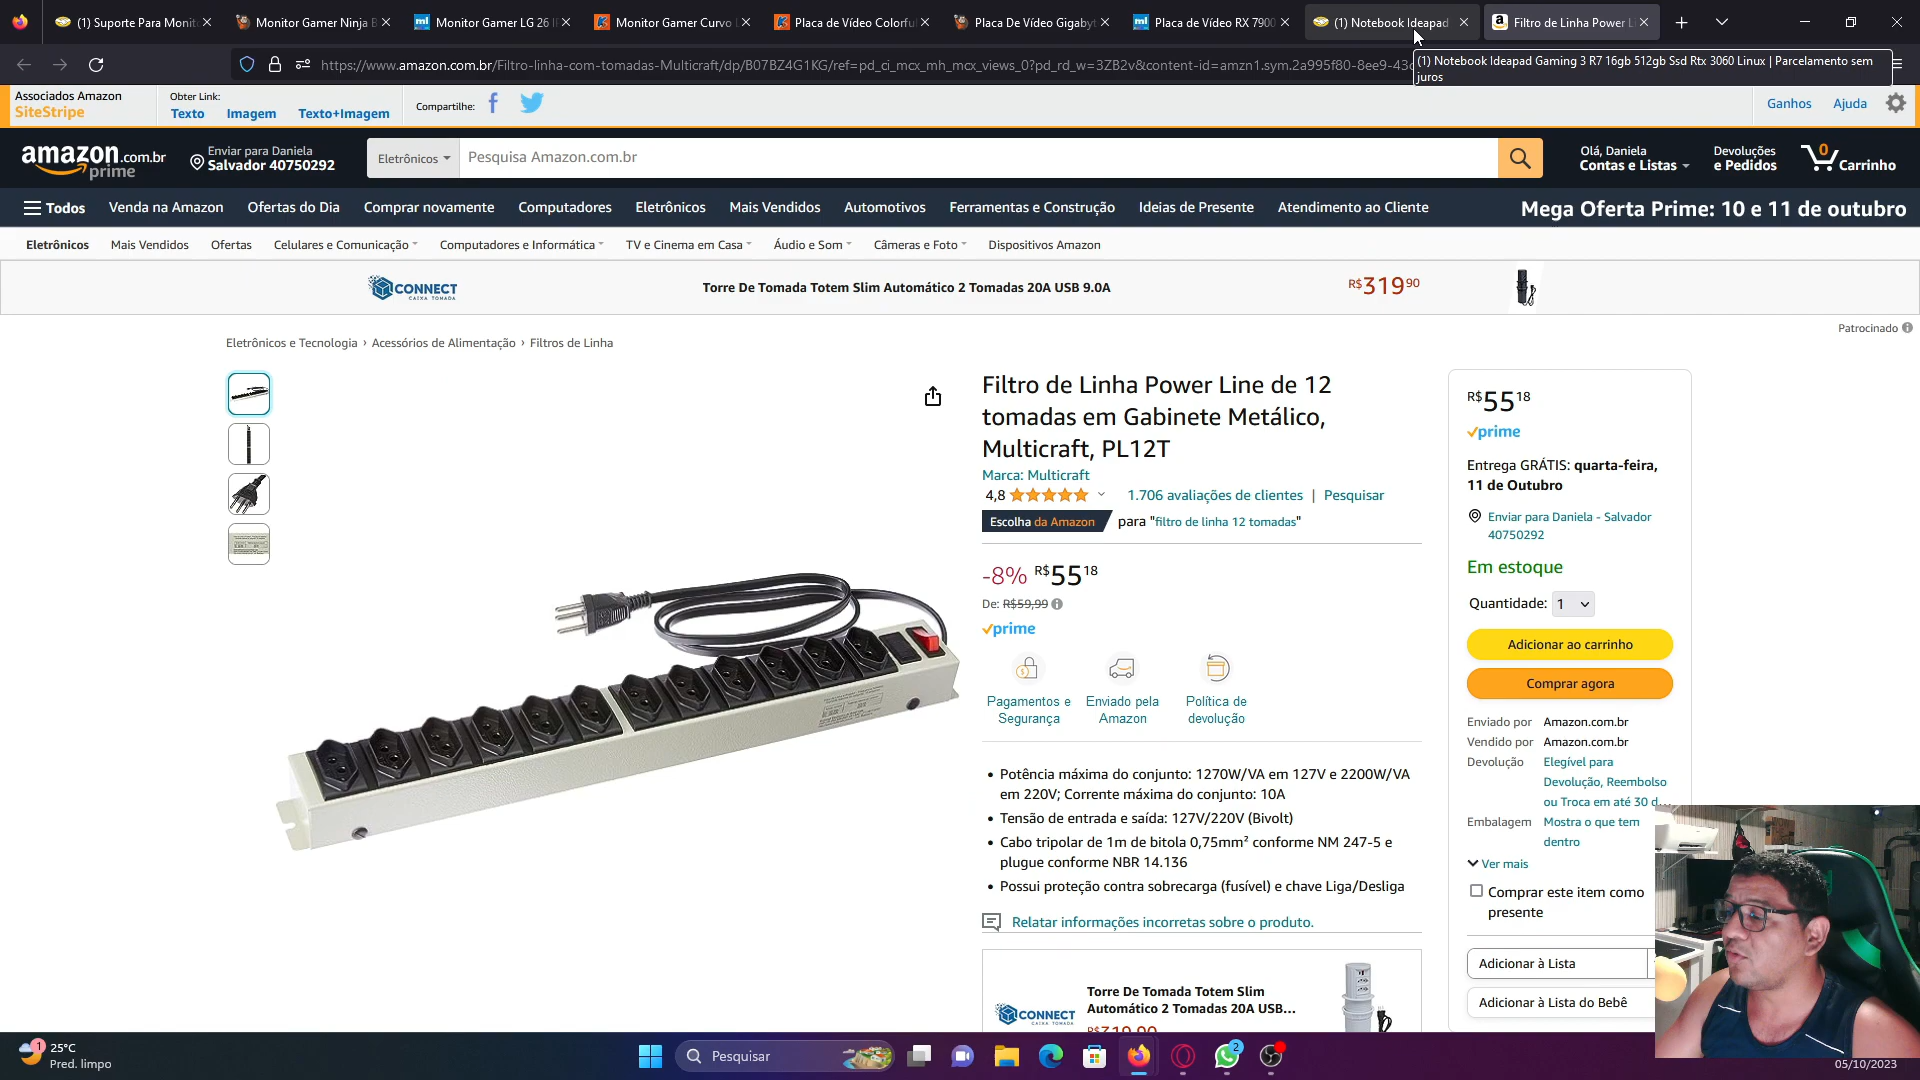 (1) Suporte Para Monit
Monitor Gamer Ninja B
Monitor Gamer LG 26 I
Monitor Gamer Curvo L
Placa de Vídeo Colorful
Placa De Vídeo Gigabyt
Placa de Vídeo RX 7900
(1) Notebook Ideapad
Filtro de Linha Power L
https://www.amazon.com.br/Filtro-linha-com-tomadas-Multicraft/dp/B07BZ4G1KG/ref=pd_ci_mcx_mh_mcx_views_0?pd_rd_w=3ZB2v&content-id=amzn1.sym.2a995f80-8ee9-43c
(1) Notebook Ideapad Gaming 3 R7 16gb 512gb Ssd Rtx 3060 Linux | Parcelamento sem
juros
Associados Amazon
SiteStripe
Obter Link:
Texto
Imagem
Texto+Imagem
Compartilhe:
Ganhos
Ajuda
amazon.com.br
prime
Enviar para Daniela
Salvador 40750292
Eletrônicos
Pesquisa Amazon.com.br
Olá, Daniela
Contas e Listas
Devoluções
e Pedidos
0
Carrinho
Todos
Venda na Amazon
Ofertas do Dia
Comprar novamente
Computadores
Eletrônicos
Mais Vendidos
Automotivos
Ferramentas e Construção
Ideias de Presente
Atendimento ao Cliente
Mega Oferta Prime: 10 e 11 de outubro
Eletrônicos
Mais Vendidos
Ofertas
Celulares e Comunicação
Computadores e Informática
TV e Cinema em Casa
Áudio e Som
Câmeras e Foto
Dispositivos Amazon
CONNECT
CAIXA TOMADA
Torre De Tomada Totem Slim Automático 2 Tomadas 20A USB 9.0A
R$319 90
Patrocinado
Eletrônicos e Tecnologia › Acessórios de Alimentação › Filtros de Linha
Filtro de Linha Power Line de 12
tomadas em Gabinete Metálico,
Multicraft, PL12T
Marca: Multicraft
4,8
1.706 avaliações de clientes | Pesquisar
Escolha da Amazon
para "filtro de linha 12 tomadas"
-8% R$55 18
De: R$59,99
prime
Pagamentos e
Segurança
Enviado pela
Amazon
Política de
devolução
• Potência máxima do conjunto: 1270W/VA em 127V e 2200W/VA
em 220V; Corrente máxima do conjunto: 10A
• Tensão de entrada e saída: 127V/220V (Bivolt)
• Cabo tripolar de 1m de bitola 0,75mm² conforme NM 247-5 e
plugue conforme NBR 14.136
• Possui proteção contra sobrecarga (fusível) e chave Liga/Desliga
Relatar informações incorretas sobre o produto.
CONNECT
CAIXA TOMADA
Torre De Tomada Totem Slim
Automático 2 Tomadas 20A USB...
R$319,90
R$55 18
prime
Entrega GRÁTIS: quarta-feira,
11 de Outubro
Enviar para Daniela - Salvador
40750292
Em estoque
Quantidade: 1
Adicionar ao carrinho
Comprar agora
Enviado por Amazon.com.br
Vendido por Amazon.com.br
Devolução Elegível para
Devolução, Reembolso
ou Troca em até 30 d...
Embalagem Mostra o que tem
dentro
Ver mais
Comprar este item como
presente
Adicionar à Lista
Adicionar à Lista do Bebê
1
25°C
Pred. limpo
Pesquisar
2
05/10/2023